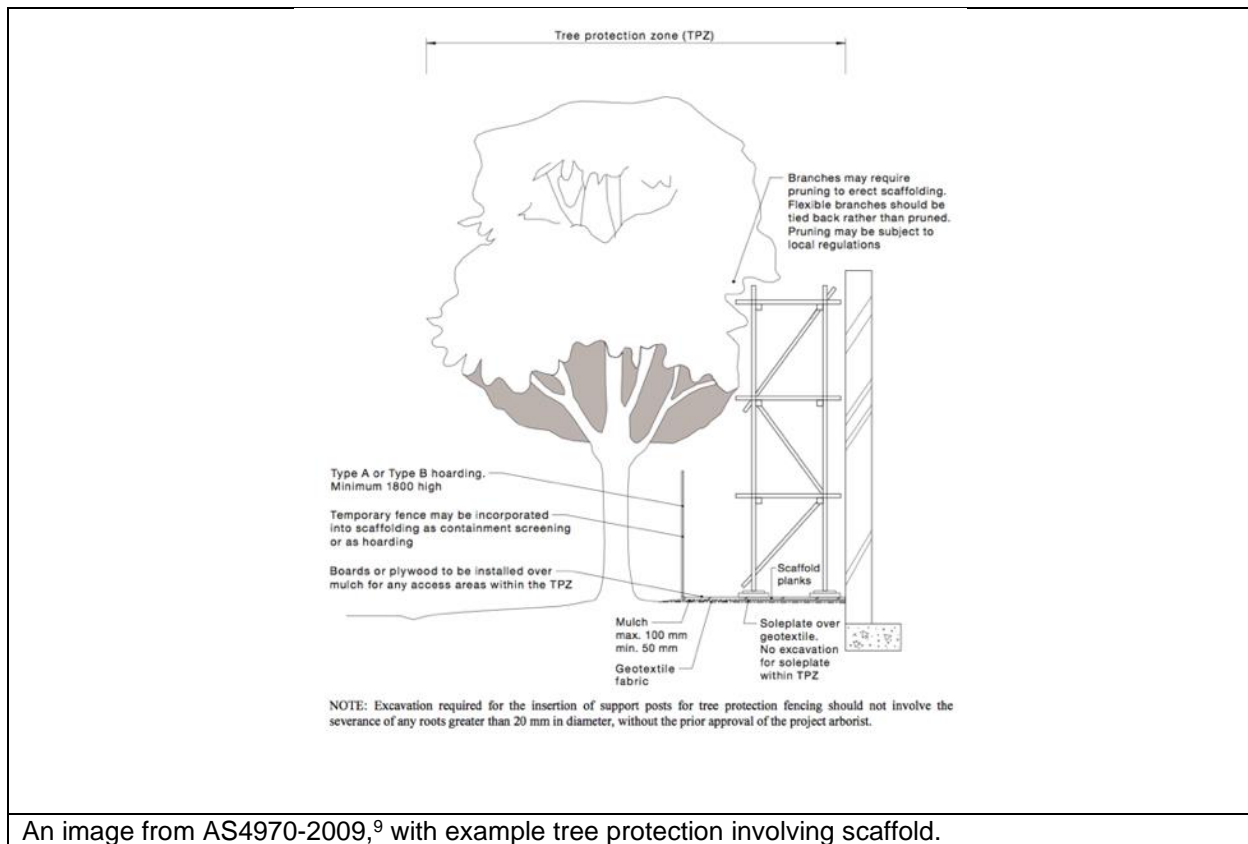 Tree protection zone (TPZ)
Branches may require
pruning to erect scaffolding.
Flexible branches should be
tied back rather than pruned.
Pruning may be subject to
local regulations
Type A or Type B hoarding.
Minimum 1800 high
Temporary fence may be incorporated
into scaffolding as containment screening
or as hoarding
Boards or plywood to be installed over
mulch for any access areas within the TPZ
Scaffold
planks
Mulch
max. 100 mm
min. 50 mm
Geotextile
fabric
Soleplate over
geotextile.
No excavation
for soleplate
within TPZ
NOTE: Excavation required for the insertion of support posts for tree protection fencing should not involve the
severance of any roots greater than 20 mm in diameter, without the prior approval of the project arborist.
An image from AS4970-2009,⁹ with example tree protection involving scaffold.